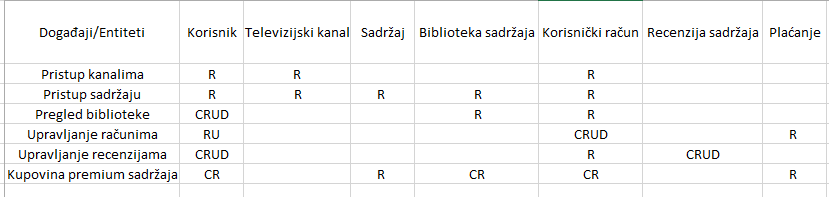 Događaji/Entiteti Korisnik Televizijski kanal Sadržaj Biblioteka sadržaja Korisnički račun Recenzija sadržaja Plaćanje
Pristup kanalima R R R
Pristup sadržaju R R R R R
Pregled biblioteke CRUD R R
Upravljanje računima RU CRUD R
Upravljanje recenzijama CRUD R CRUD
Kupovina premium sadržaja CR R CR CR R